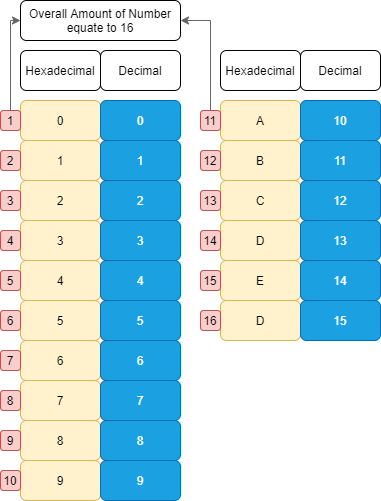 Overall Amount of Number
equate to 16
Hexadecimal Decimal
1 0 0
2 1 1
3 2 2
4 3 3
5 4 4
6 5 5
7 6 6
8 7 7
9 8 8
10 9 9
Hexadecimal Decimal
11 A 10
12 B 11
13 C 12
14 D 13
15 E 14
16 D 15